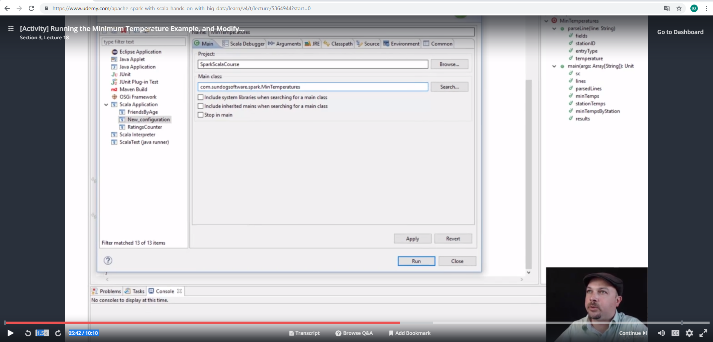 [Activity] Running the Minimum Temperature Example, and Modify...
Go to Dashboard
type filter text
Eclipse Application
Java Applet
Java Application
JUnit
JUnit Plug-in Test
Maven Build
OSGi Framework
Scala Application
FriendsByAge
New_configuration
RatingsCounter
Scala Interpreter
ScalaTest (java tempruns)
Filter matched 13 of 13 items
Main
Scala Debugger
Arguments
JRE
Classpath
Source
Environment
Common
Project:
SparkScalaCourse
Browse...
Main class:
com.sundogsoftware.spark.MinTemperatures
Search...
Include system libraries when searching for a main class
Include inherited mains when searching for a main class
Stop in main
Apply
Revert
Run
Close
MinTemperatures
parseLine(line: String)
fields
stationID
entryType
temperature
main(args: Array[String]): Unit
sc
lines
parsedLines
minTemps
stationTemps
minTempsByStation
results
Problems
Tasks
Console
No consoles to display at this time.
05:42 / 10:10
Transcript
Browse Q&A
Add Bookmark
Continue